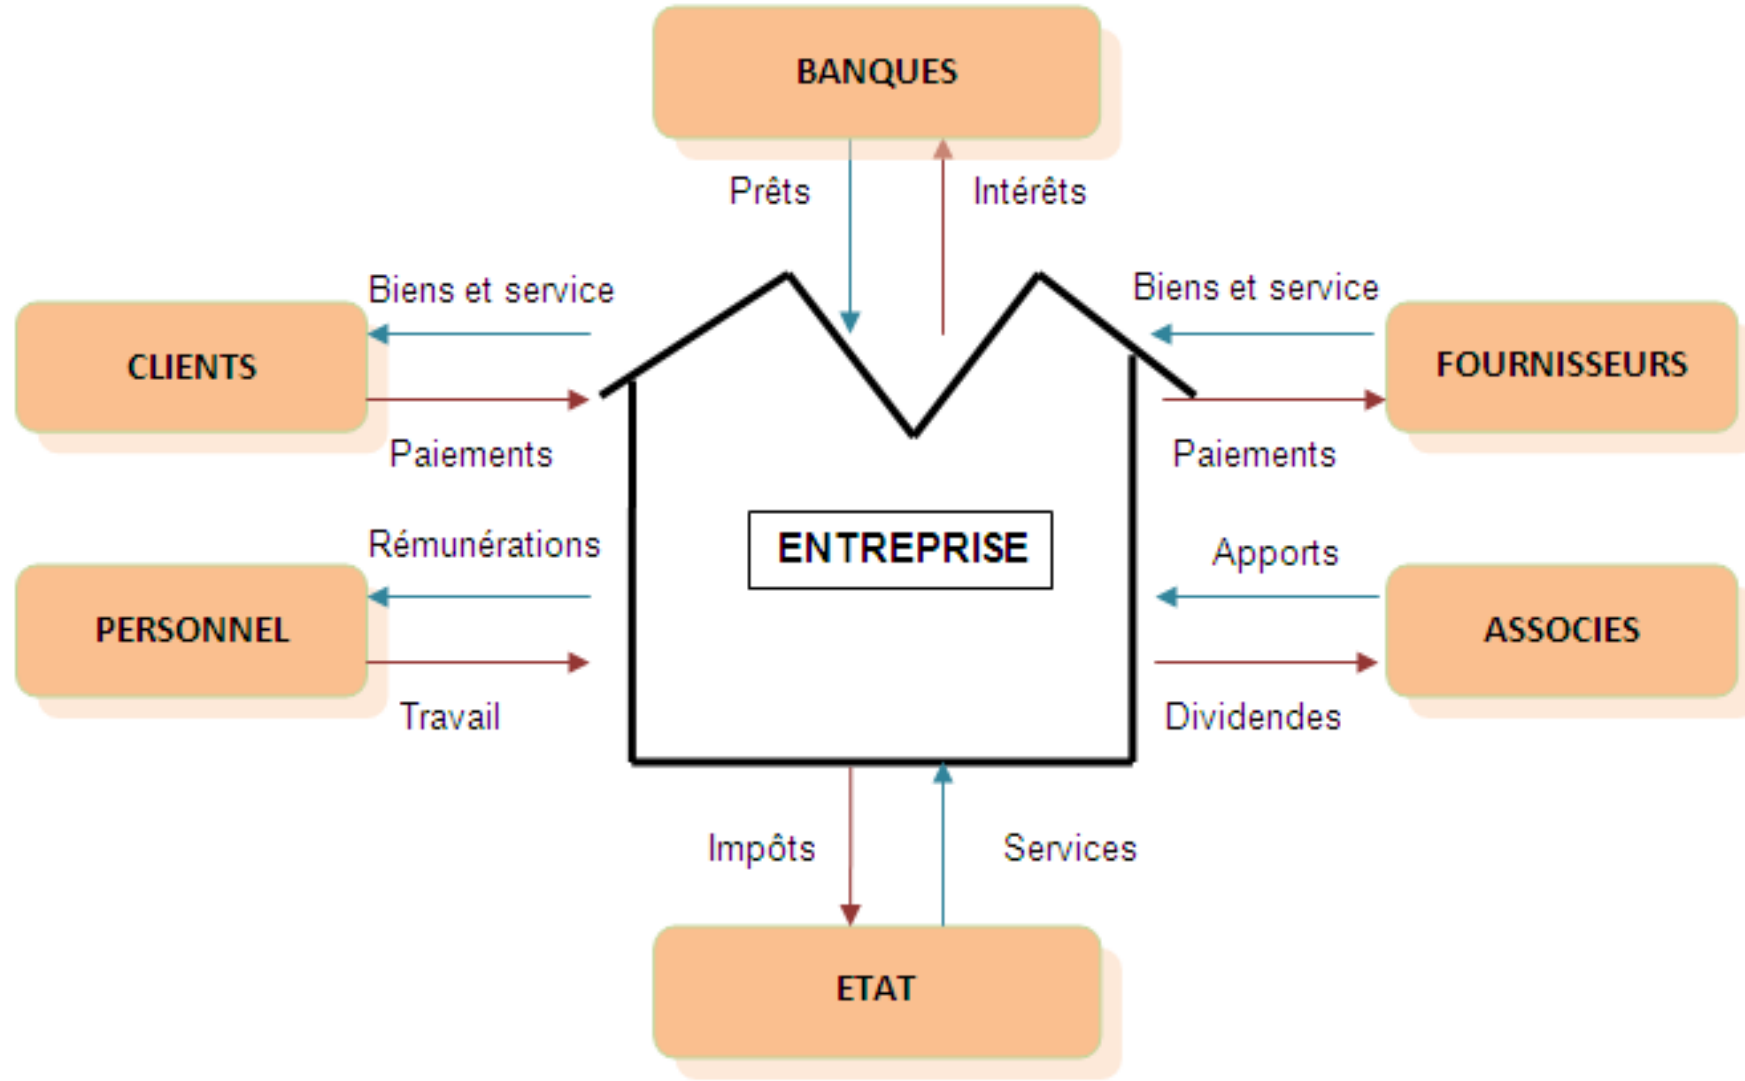 BANQUES
Prêts
Intérêts
Biens et service
Biens et service
CLIENTS
FOURNISSEURS
Paiements
Paiements
ENTREPRISE
Rémunérations
Apports
PERSONNEL
ASSOCIES
Travail
Dividendes
Impôts
Services
ETAT